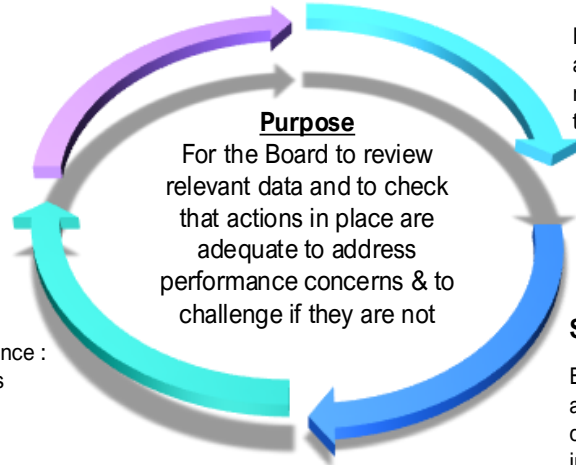 Purpose
For the Board to review
relevant data and to check
that actions in place are
adequate to address
performance concerns & to
challenge if they are not
nce :
s
S